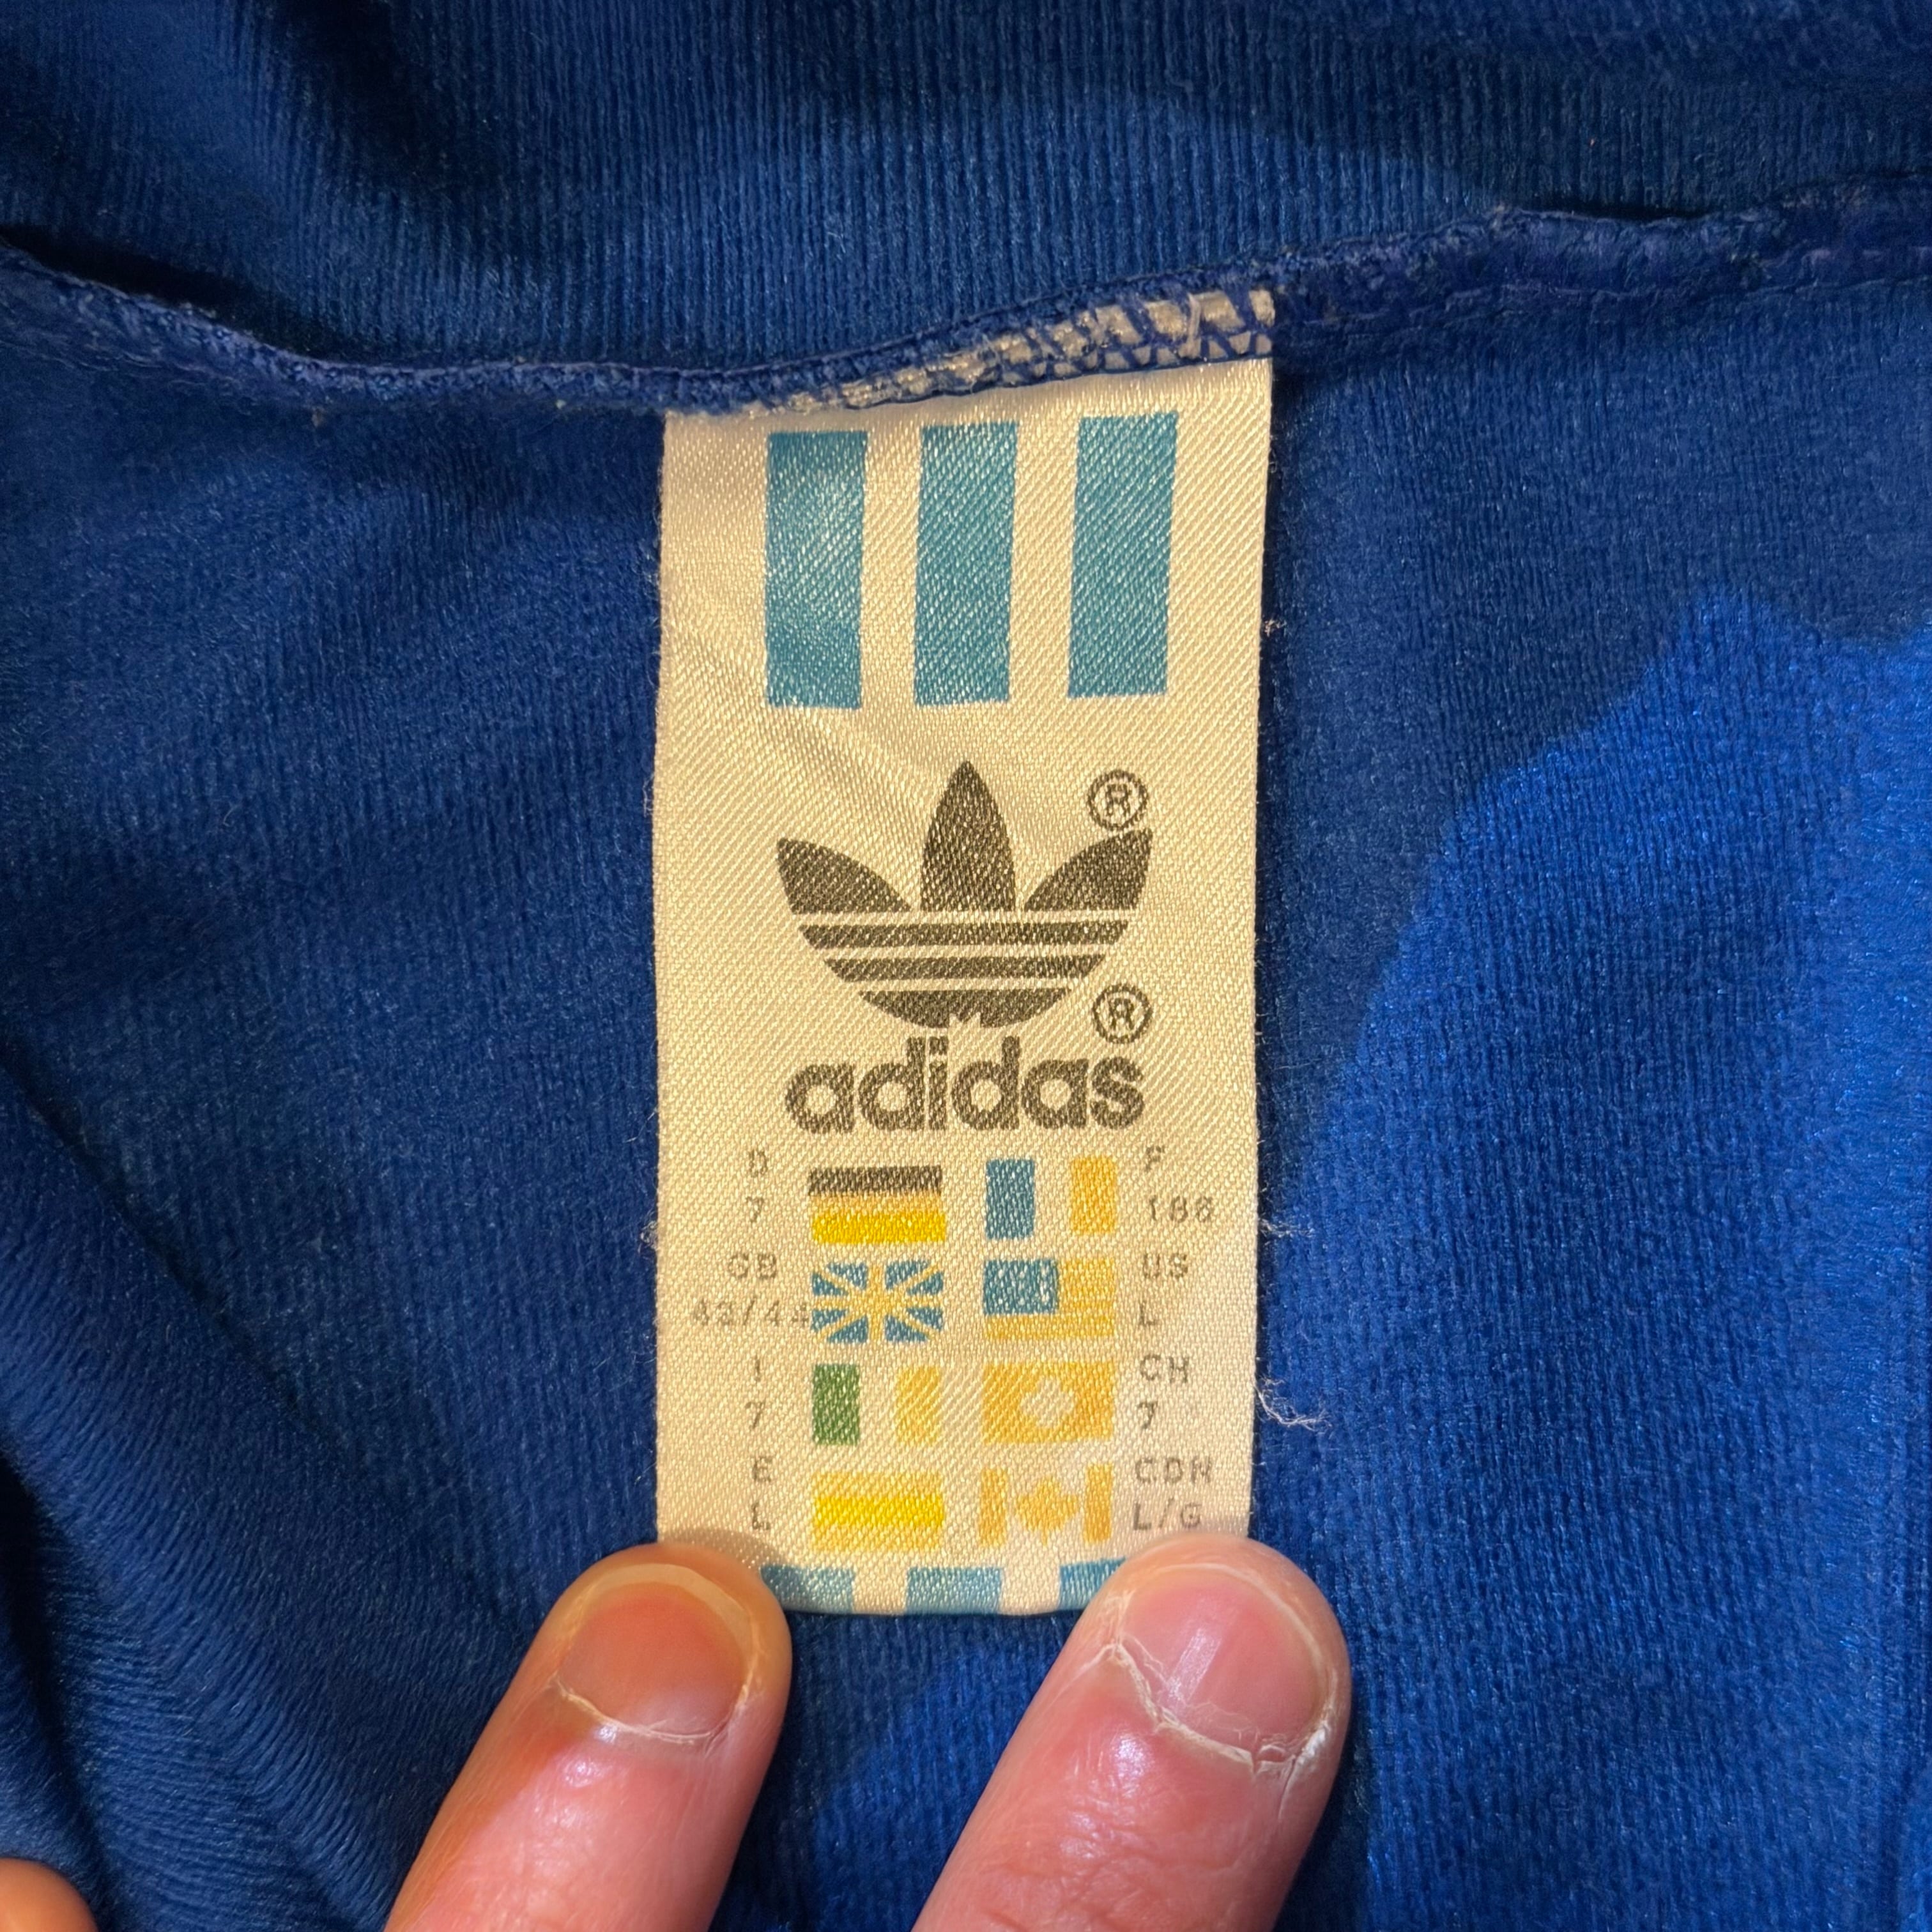 ®
®
adidas
D F
7 186
GB US
42/44 L
I CH
7 7
E CDN
L L/G